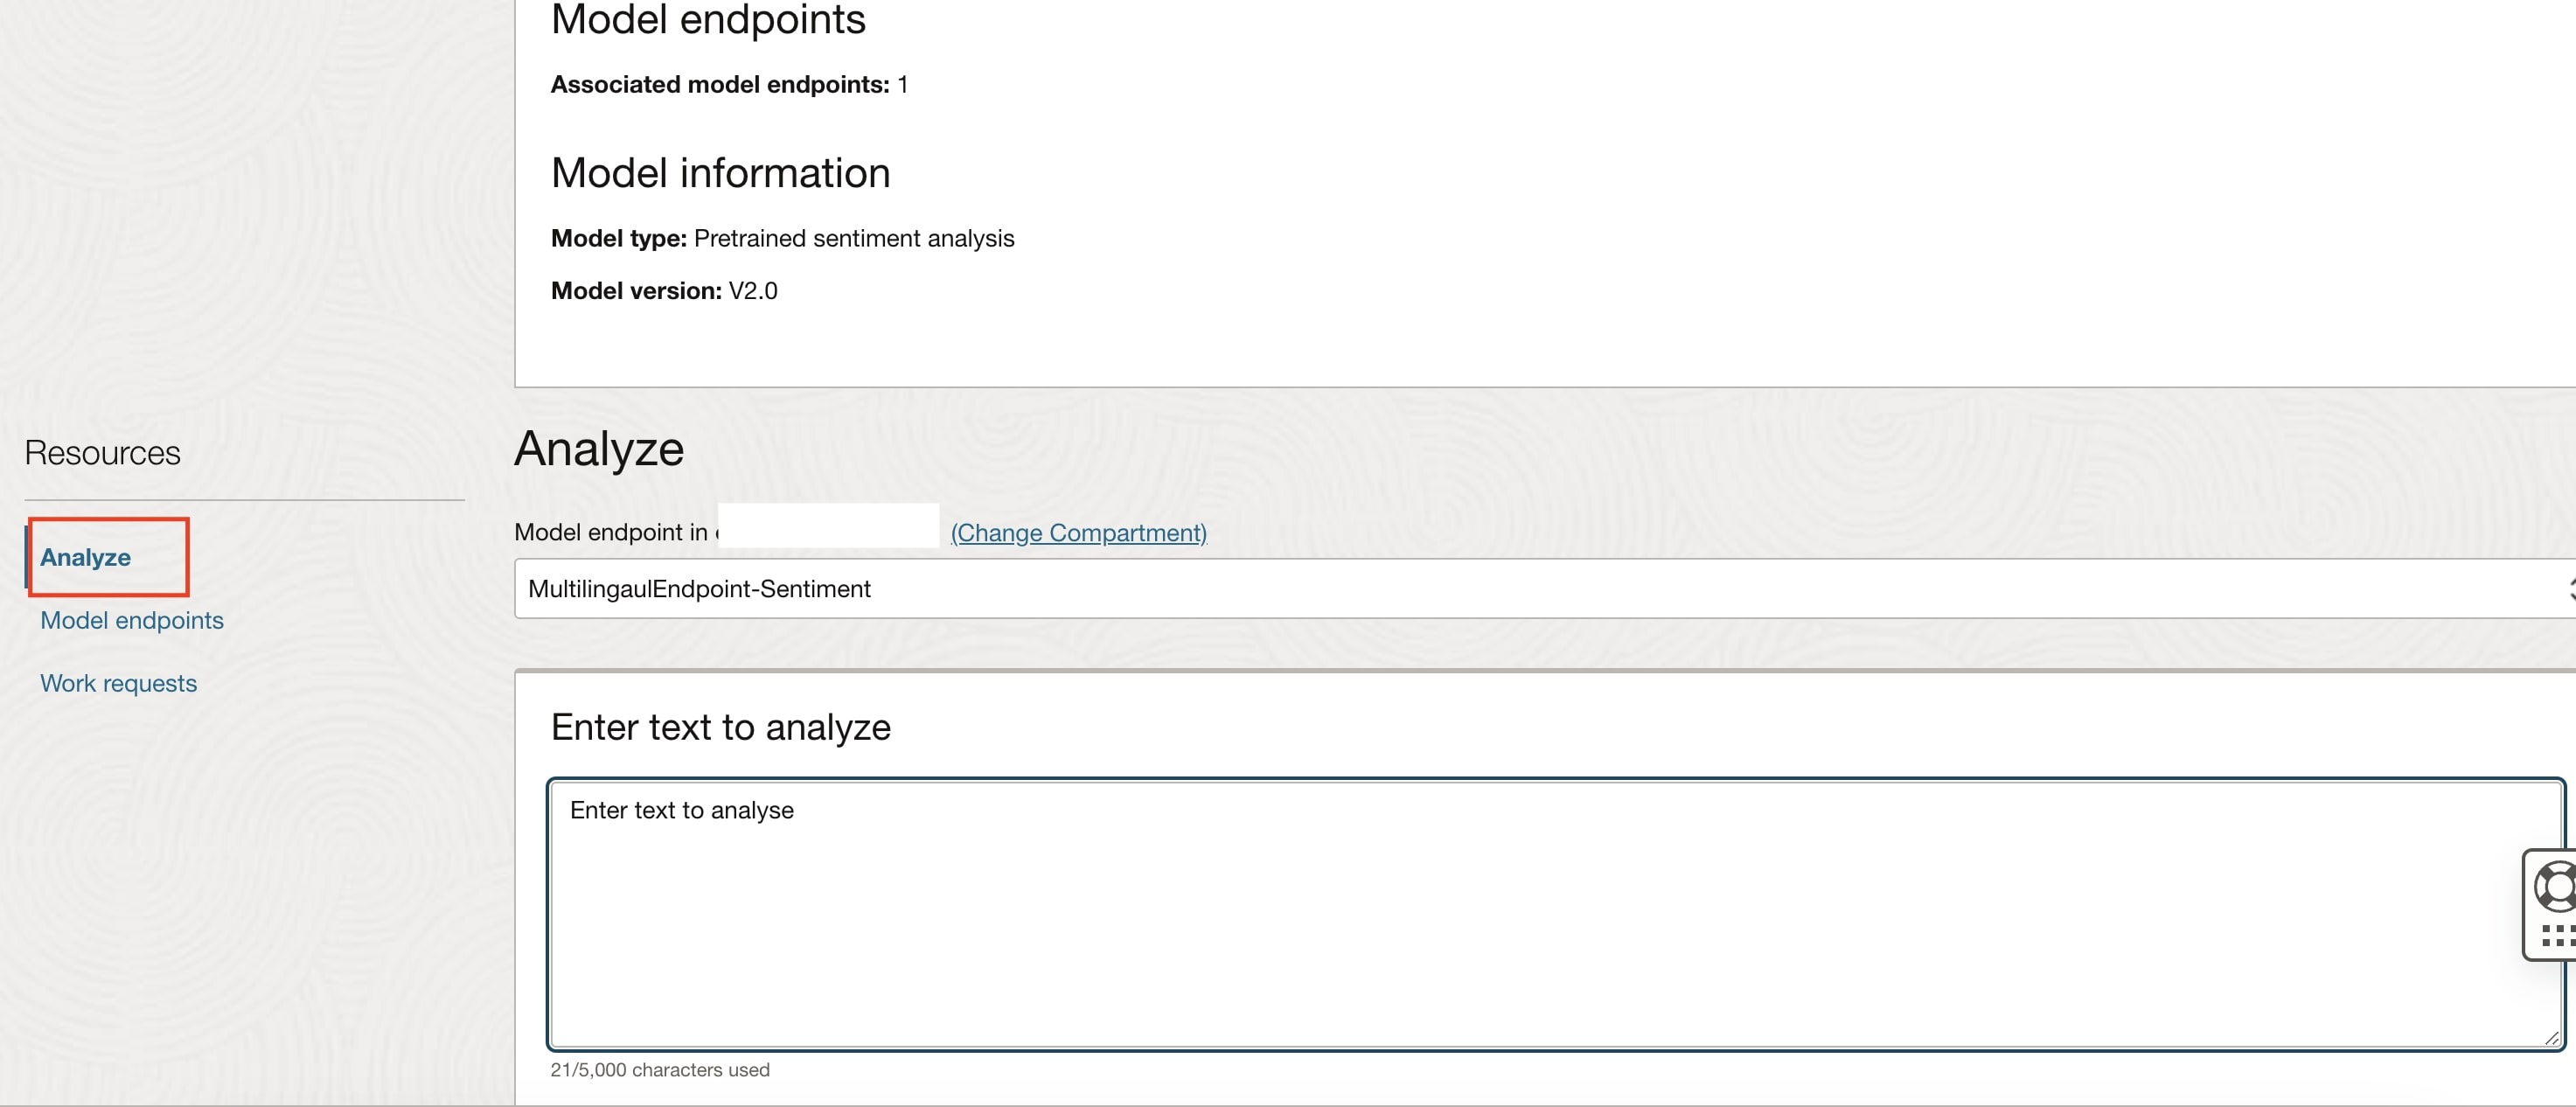 Model endpoints
Associated model endpoints: 1
Model information
Model type: Pretrained sentiment analysis
Model version: V2.0
Resources
Analyze
Model endpoints
Work requests
Analyze
Model endpoint in
(Change Compartment)
MultilingaulEndpoint-Sentiment
Enter text to analyze
Enter text to analyse
21/5,000 characters used